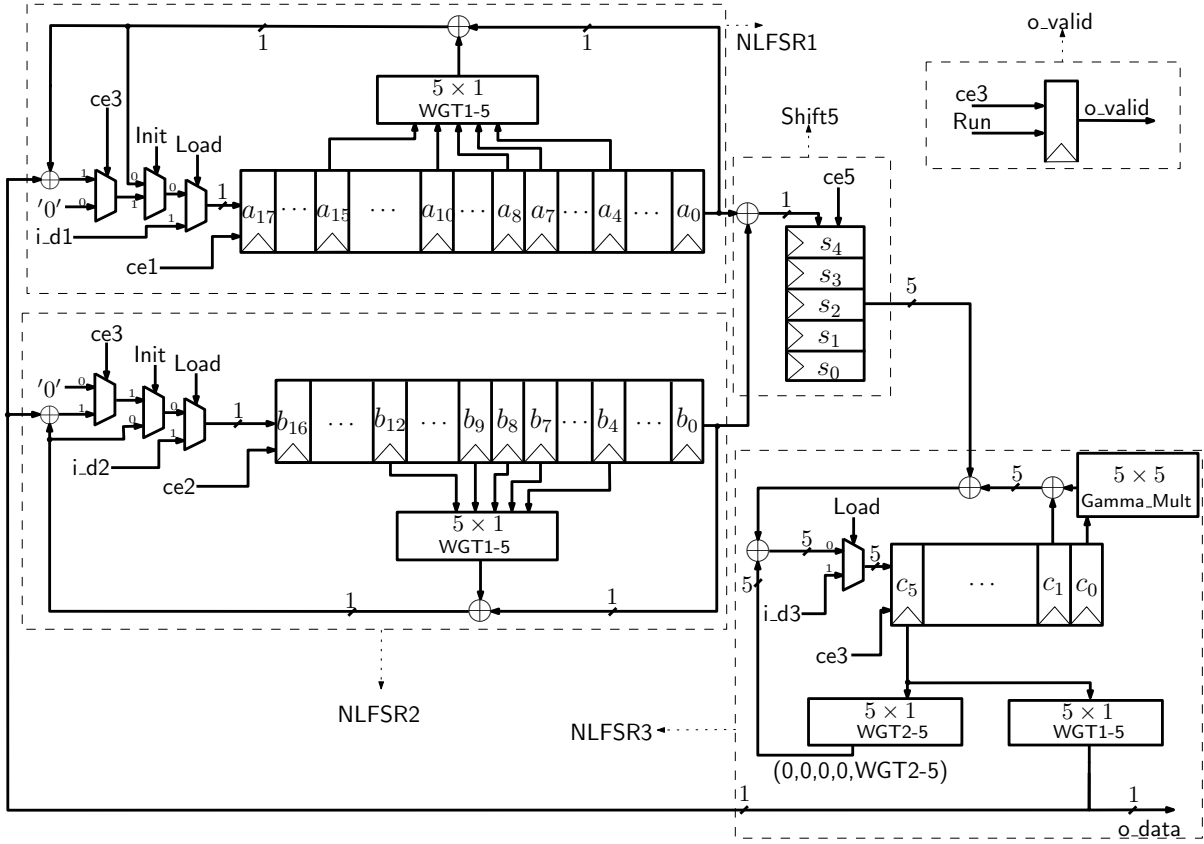 1
1
NLFSR1
5 × 1
WGT1-5
ce3
Init
Load
1
0
1
0
1
0
1
'0'
i_d1
ce1
a17 ··· a15 ··· a10 ··· a8 a7 ··· a4 ··· a0
o_valid
ce3
Run
o_valid
Shift5
ce5
1
s4
s3
s2
s1
s0
5
ce3
Init
Load
'0'
0
1
1
0
0
1
1
i_d2
ce2
b16 ··· b12 ··· b9 b8 b7 ··· b4 ··· b0
5 × 1
WGT1-5
1
1
NLFSR2
5 × 5
Gamma_Mult
5
Load
5
0
1
5
5
i_d3
ce3
c5 ··· c1 c0
5 × 1
WGT2-5
5 × 1
WGT1-5
(0,0,0,0,WGT2-5)
NLFSR3
1
1
o_data